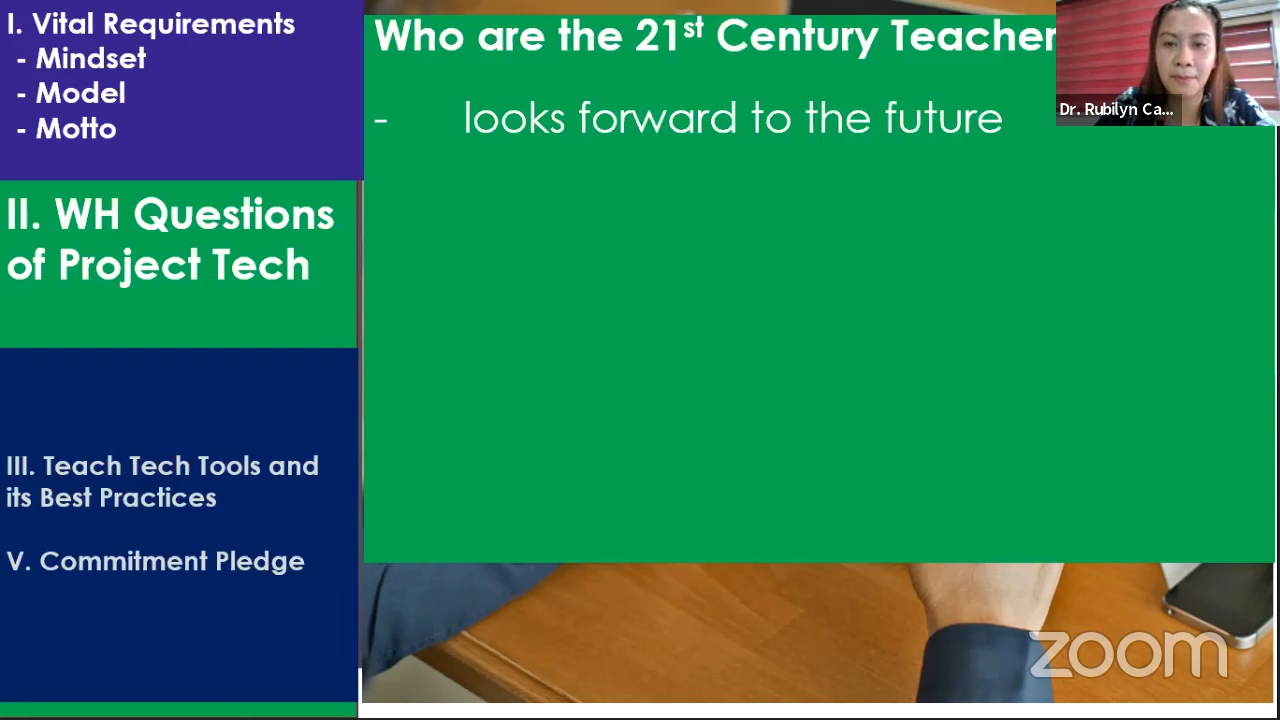 I. Vital Requirements
- Mindset
- Model
- Motto
II. WH Questions
of Project Tech
III. Teach Tech Tools and
its Best Practices
V. Commitment Pledge
Who are the 21st Century Teacher
- looks forward to the future
Dr. Rubilyn Ca...
zoom